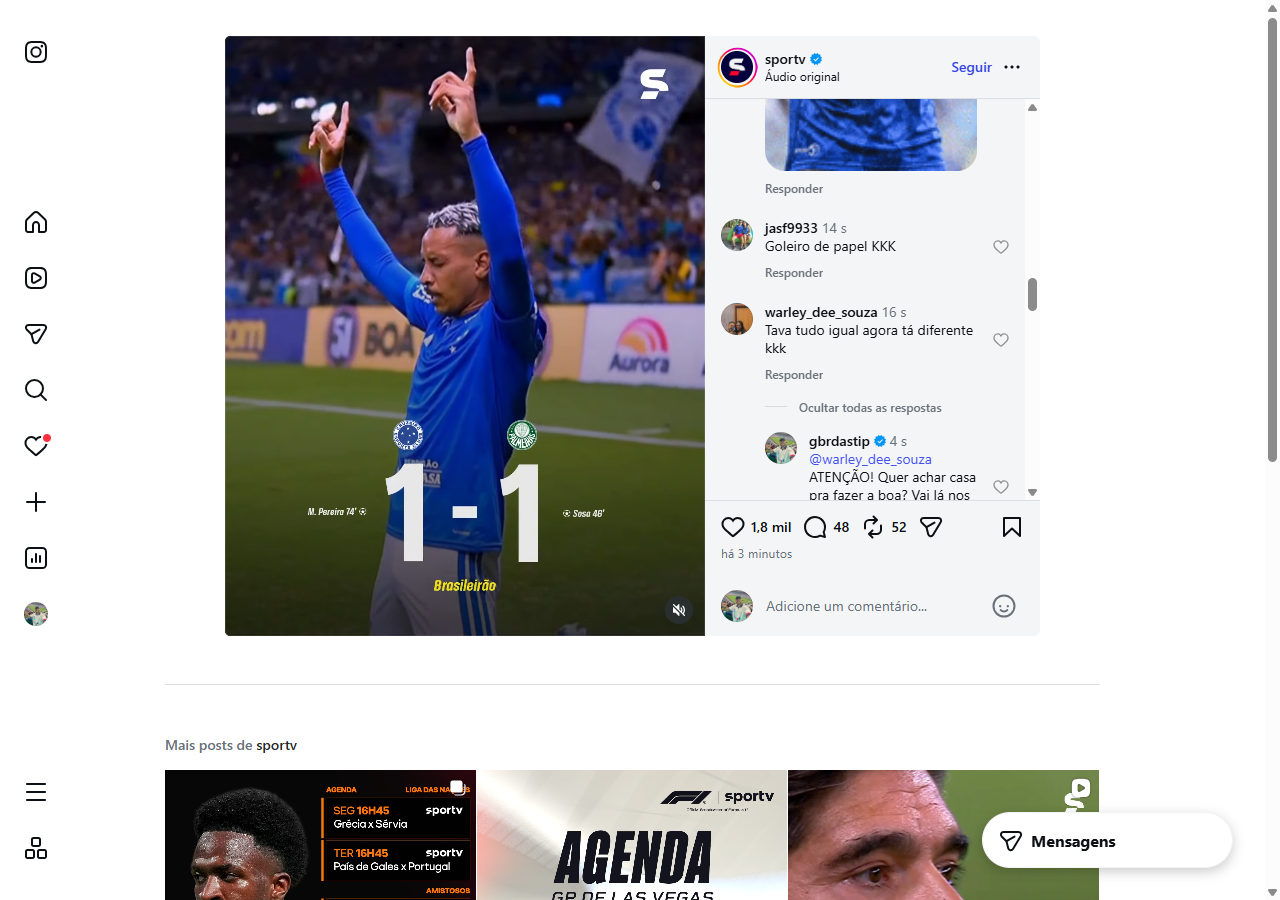 sportv
Áudio original
Seguir
Responder
jasf9933 14 s
Goleiro de papel KKK
Responder
warley_dee_souza 16 s
Tava tudo igual agora tá diferente
kkk
Responder
Ocultar todas as respostas
gbrdastip 4 s
@warley_dee_souza
ATENÇÃO! Quer achar casa
pra fazer a boa? Vai lá nos
BOA
Aurora
PALMEIRAS
1 - 1
M. Pereira 74'
Sosa 46'
Brasileirão
1,8 mil 48 52
há 3 minutos
Adicione um comentário...
Mais posts de sportv
AGENDA LIGA DAS
SEG 16H45 sportv
Grécia x Sérvia
TER 16H45 sportv
País de Gales x Portugal
AMISTOSOS
F1 sportv
AGENDA
GP DE LAS VEGAS
Mensagens